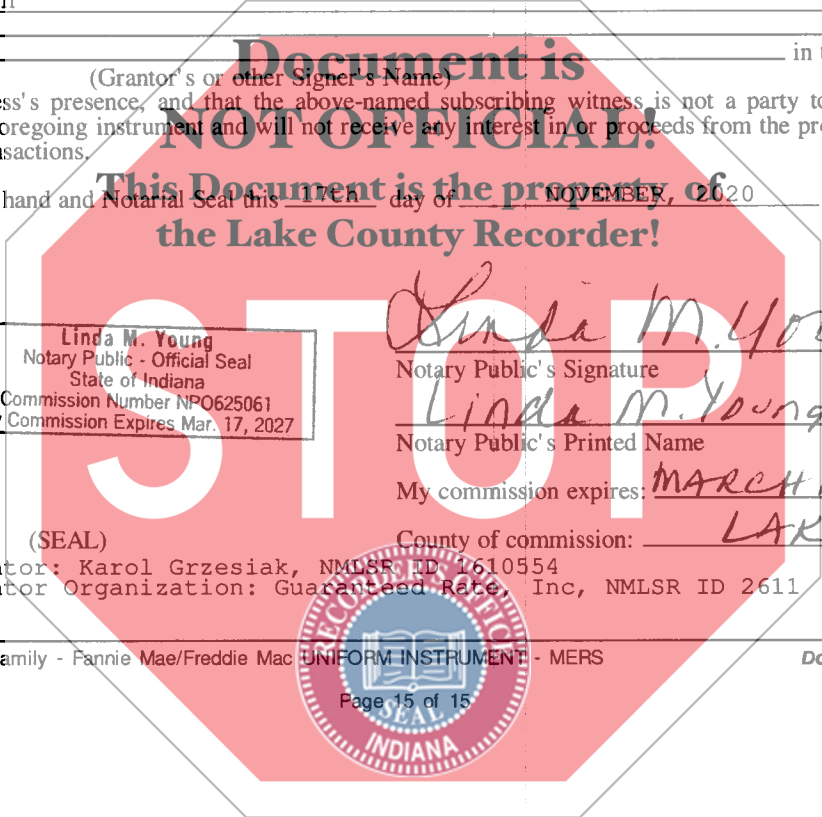 Document is
in
(Grantor's or other Signer's Name)
ss's presence, and that the above-named subscribing witness is not a party to
oregoing instrument and will not receive any interest in or proceeds from the pro
NOT OFFICIAL!
sactions.
This Document is the property of
hand and Notarial Seal this 17th day of NOVEMBER, 2020
the Lake County Recorder!
STOP
Linda M. Young
Notary Public - Official Seal
State of Indiana
Commission Number NP0625061
Commission Expires Mar. 17, 2027
Linda M. You
Notary Public's Signature
Linda M. Young
Notary Public's Printed Name
My commission expires: MARCH
County of commission: LAK
(SEAL)
tor: Karol Grzesiak, NMLSR ID 1610554
tor Organization: Guaranteed Rate, Inc, NMLSR ID 2611
amily - Fannie Mae/Freddie Mac UNIFORM INSTRUMENT - MERS
Do
Page 15 of 15
RECORDER'S OFFICE
SEAL
INDIANA